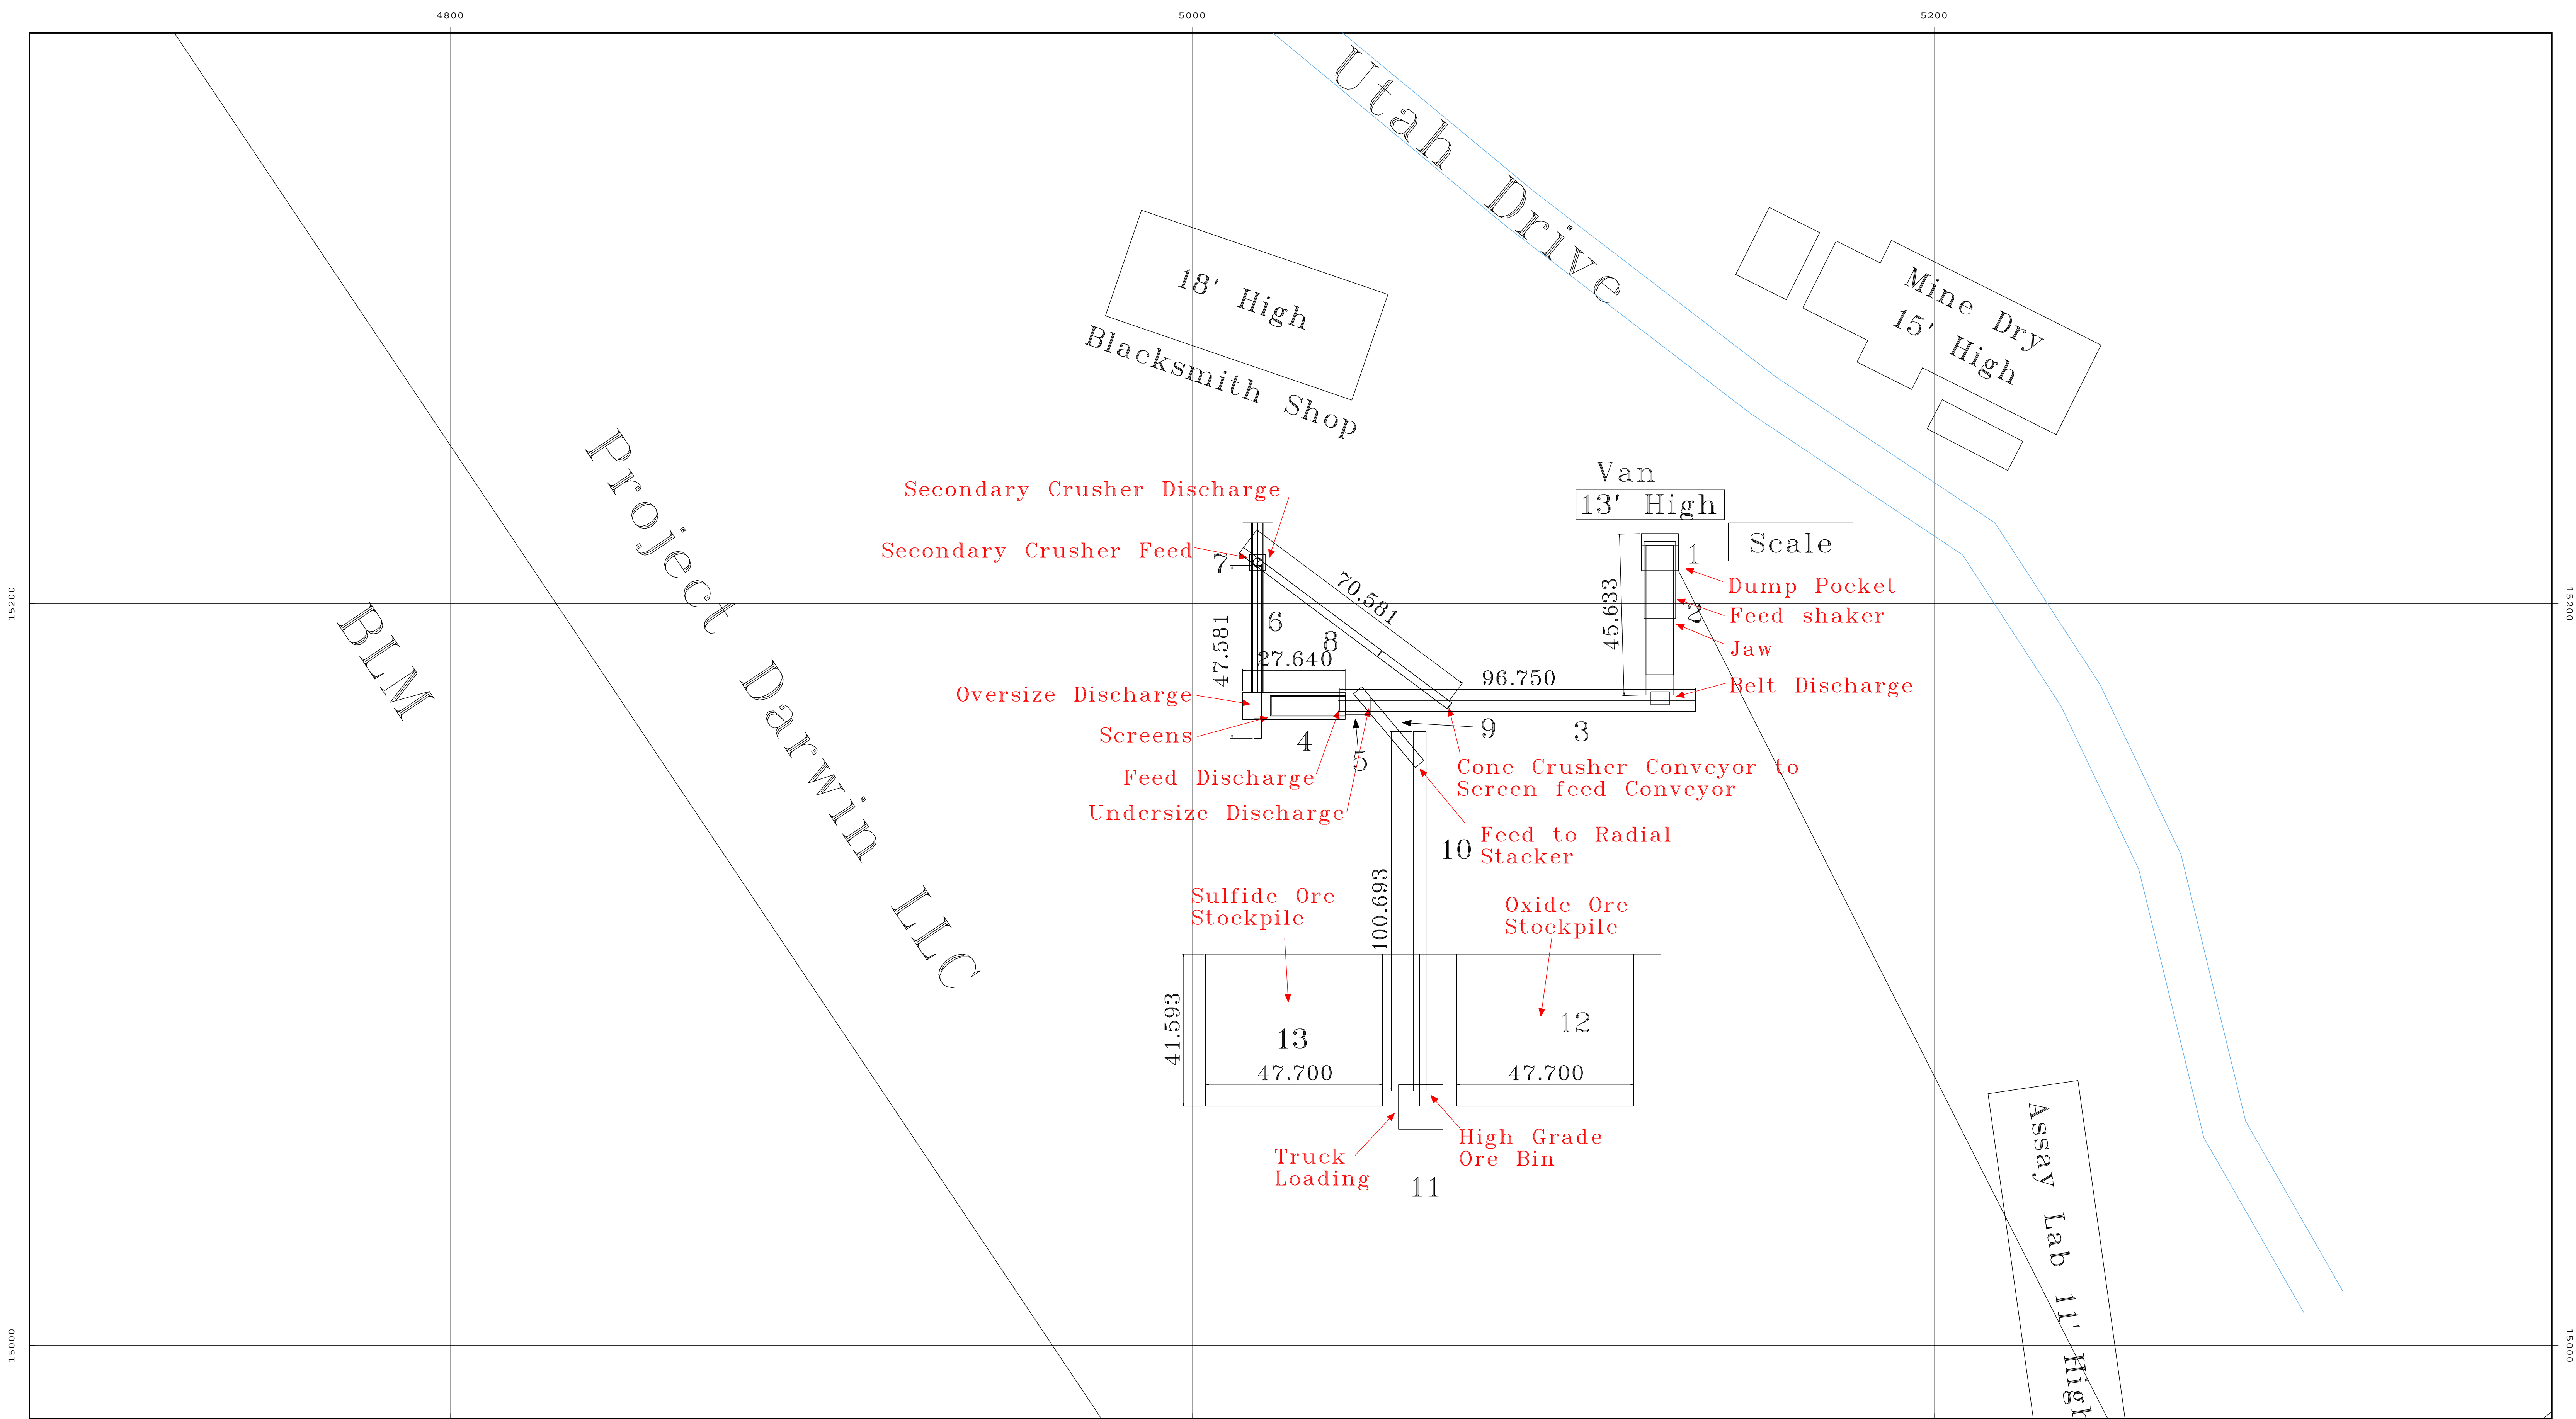 4800
5000
5200
Utah Drive
18' High
Blacksmith Shop
Mine Dry
15' High
Project Darwin LLC
BLM
Van
13' High
Scale
Secondary Crusher Discharge
Secondary Crusher Feed
7
1
Dump Pocket
2
Feed shaker
Jaw
Belt Discharge
15200
15200
70.581
45.633
47.581
6
8
27.640
96.750
Oversize Discharge
Screens
4
5
9
3
Feed Discharge
Undersize Discharge
Cone Crusher Conveyor to
Screen feed Conveyor
10
Feed to Radial
Stacker
100.693
Sulfide Ore
Stockpile
Oxide Ore
Stockpile
41.593
13
12
47.700
47.700
Truck
Loading
High Grade
Ore Bin
11
Assay Lab 11' High
15000
15000